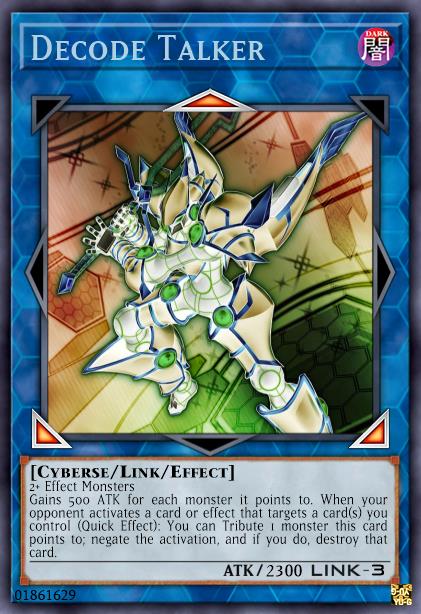 Decode Talker
DARK
闇
[Cyberse/Link/Effect]
2+ Effect Monsters
Gains 500 ATK for each monster it points to. When your
opponent activates a card or effect that targets a card(s) you
control (Quick Effect): You can Tribute 1 monster this card
points to; negate the activation, and if you do, destroy that
card.
ATK/2300 LINK-3
01861629